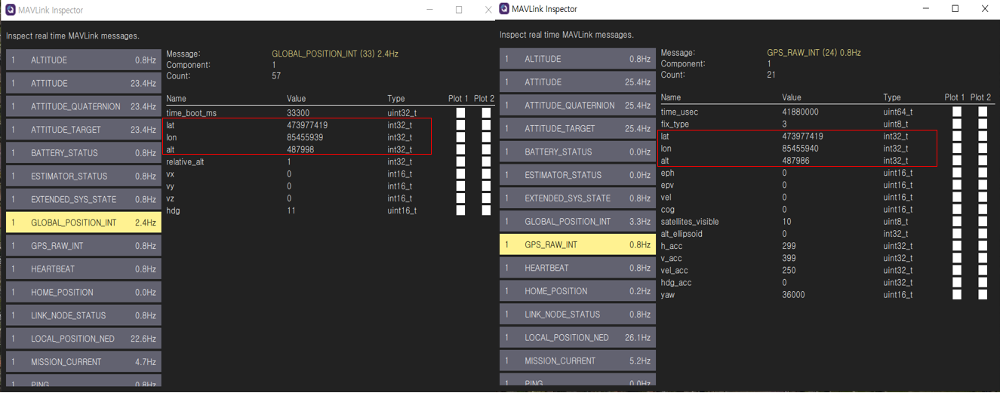 MAVLink Inspector
Inspect real time MAVLink messages.
1 ALTITUDE 0.8Hz
1 ATTITUDE 23.4Hz
1 ATTITUDE_QUATERNION 23.4Hz
1 ATTITUDE_TARGET 23.4Hz
1 BATTERY_STATUS 0.8Hz
1 ESTIMATOR_STATUS 0.8Hz
1 EXTENDED_SYS_STATE 0.8Hz
1 GLOBAL_POSITION_INT 2.4Hz
1 GPS_RAW_INT 0.8Hz
1 HEARTBEAT 0.8Hz
1 HOME_POSITION 0.0Hz
1 LINK_NODE_STATUS 0.8Hz
1 LOCAL_POSITION_NED 22.6Hz
1 MISSION_CURRENT 4.7Hz
1 PING 0.8Hz
Message: GLOBAL_POSITION_INT (33) 2.4Hz
Component: 1
Count: 57
Name Value Type Plot 1 Plot 2
time_boot_ms 33300 uint32_t
lat 473977419 int32_t
lon 85455939 int32_t
alt 487998 int32_t
relative_alt 1 int32_t
vx 0 int16_t
vy 0 int16_t
vz 0 int16_t
hdg 11 uint16_t
MAVLink Inspector
Inspect real time MAVLink messages.
1 ALTITUDE 0.8Hz
1 ATTITUDE 25.4Hz
1 ATTITUDE_QUATERNION 25.4Hz
1 ATTITUDE_TARGET 25.4Hz
1 BATTERY_STATUS 0.0Hz
1 ESTIMATOR_STATUS 0.0Hz
1 EXTENDED_SYS_STATE 0.8Hz
1 GLOBAL_POSITION_INT 3.3Hz
1 GPS_RAW_INT 0.8Hz
1 HEARTBEAT 0.8Hz
1 HOME_POSITION 0.2Hz
1 LINK_NODE_STATUS 0.8Hz
1 LOCAL_POSITION_NED 26.1Hz
1 MISSION_CURRENT 5.2Hz
1 PING 0.0Hz
Message: GPS_RAW_INT (24) 0.8Hz
Component: 1
Count: 21
Name Value Type Plot 1 Plot 2
time_usec 41880000 uint64_t
fix_type 3 uint8_t
lat 473977419 int32_t
lon 85455940 int32_t
alt 487986 int32_t
eph 0 uint16_t
epv 0 uint16_t
vel 0 uint16_t
cog 0 uint16_t
satellites_visible 10 uint8_t
alt_ellipsoid 0 int32_t
h_acc 299 uint32_t
v_acc 399 uint32_t
vel_acc 250 uint32_t
hdg_acc 0 uint32_t
yaw 36000 uint16_t